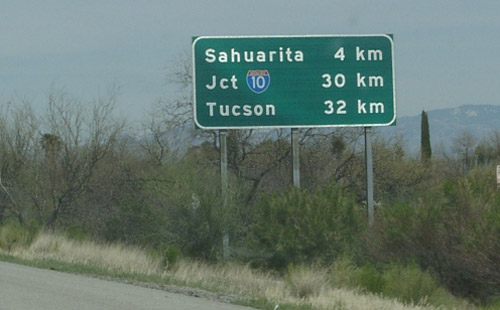 Sahuarita 4 km
Jct 10 30 km
Tucson 32 km